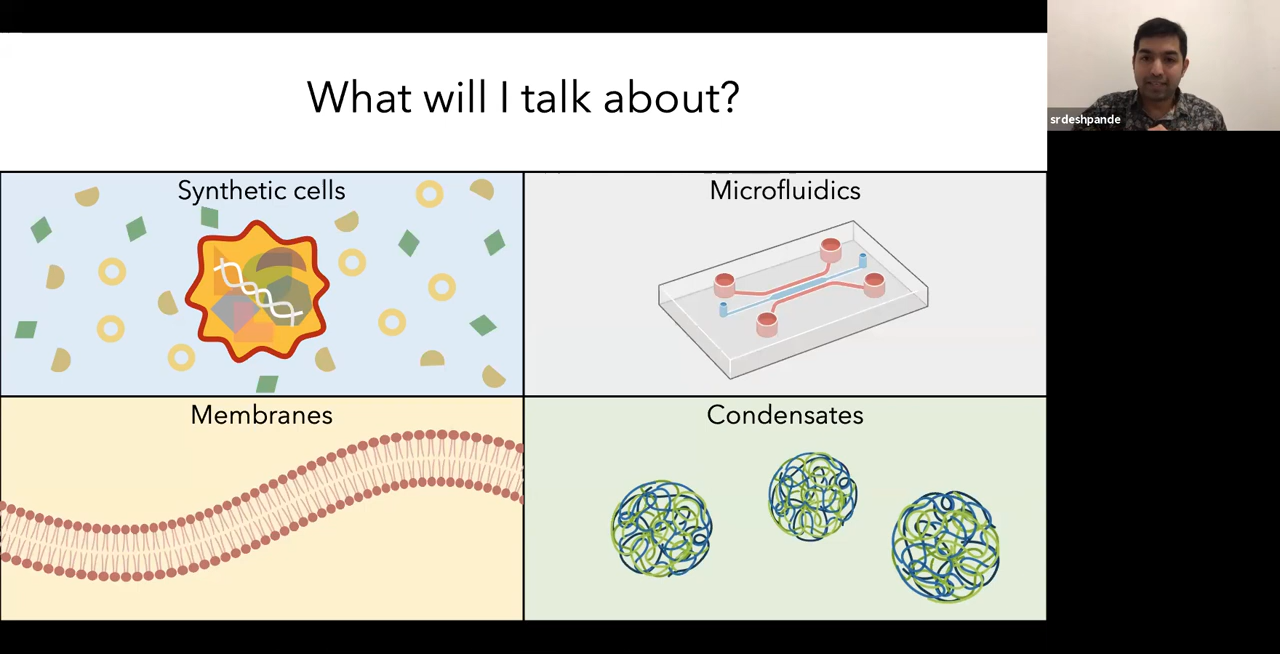 What will I talk about?
srdeshpande
Synthetic cells
Microfluidics
Membranes
Condensates